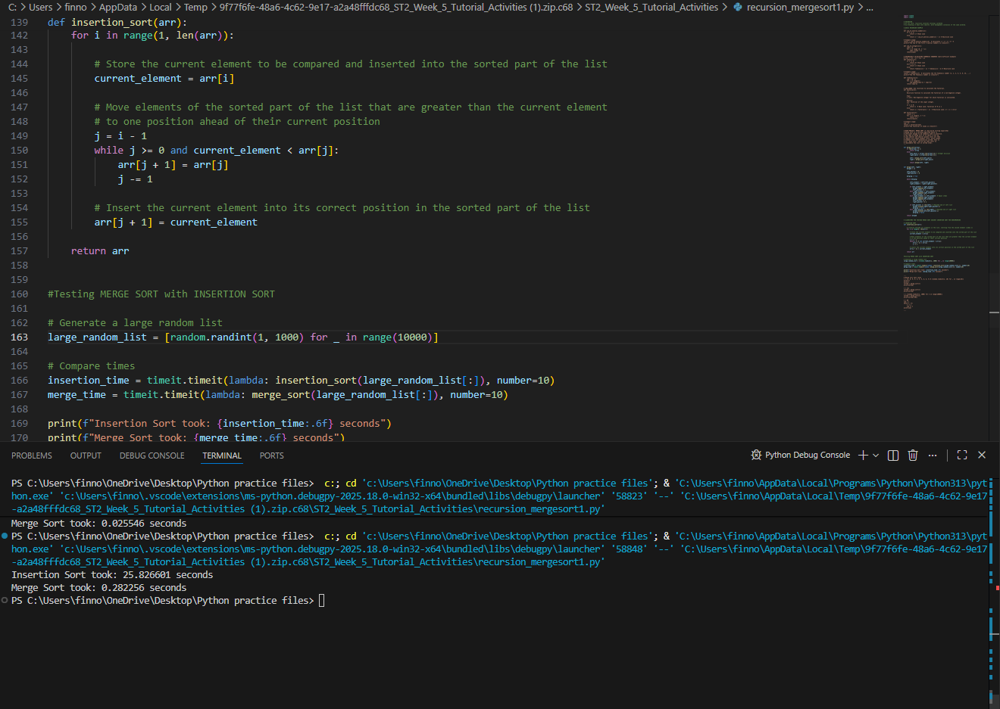 C: > Users > finno > AppData > Local > Temp > 9f77f6fe-48a6-4c62-9e17-a2a48fffdc68_ST2_Week_5_Tutorial_Activities (1).zip.c68 > ST2_Week_5_Tutorial_Activities > recursion_mergesort1.py > ...
139 def insertion_sort(arr):
142     for i in range(1, len(arr)):
143
144         # Store the current element to be compared and inserted into the sorted part of the list
145         current_element = arr[i]
146
147         # Move elements of the sorted part of the list that are greater than the current element
148         # to one position ahead of their current position
149         j = i - 1
150         while j >= 0 and current_element < arr[j]:
151             arr[j + 1] = arr[j]
152             j -= 1
153
154         # Insert the current element into its correct position in the sorted part of the list
155         arr[j + 1] = current_element
156
157     return arr
158
159
160 #Testing MERGE SORT with INSERTION SORT
161
162 # Generate a large random list
163 large_random_list = [random.randint(1, 1000) for _ in range(10000)]
164
165 # Compare times
166 insertion_time = timeit.timeit(lambda: insertion_sort(large_random_list[:]), number=10)
167 merge_time = timeit.timeit(lambda: merge_sort(large_random_list[:]), number=10)
168
169 print(f"Insertion Sort took: {insertion_time:.6f} seconds")
170 print(f"Merge Sort took: {merge_time:.6f} seconds")
PROBLEMS OUTPUT DEBUG CONSOLE TERMINAL PORTS Python Debug Console
PS C:\Users\finno\OneDrive\Desktop\Python practice files>  c:; cd 'c:\Users\finno\OneDrive\Desktop\Python practice files'; & 'C:\Users\finno\AppData\Local\Programs\Python\Python313\pyt
hon.exe' 'c:\Users\finno\.vscode\extensions\ms-python.debugpy-2025.18.0-win32-x64\bundled\libs\debugpy\launcher' '58823' '--' 'C:\Users\finno\AppData\Local\Temp\9f77f6fe-48a6-4c62-9e17
-a2a48fffdc68_ST2_Week_5_Tutorial_Activities (1).zip.c68\ST2_Week_5_Tutorial_Activities\recursion_mergesort1.py'
Merge Sort took: 0.025546 seconds
PS C:\Users\finno\OneDrive\Desktop\Python practice files>  c:; cd 'c:\Users\finno\OneDrive\Desktop\Python practice files'; & 'C:\Users\finno\AppData\Local\Programs\Python\Python313\pyt
hon.exe' 'c:\Users\finno\.vscode\extensions\ms-python.debugpy-2025.18.0-win32-x64\bundled\libs\debugpy\launcher' '58848' '--' 'C:\Users\finno\AppData\Local\Temp\9f77f6fe-48a6-4c62-9e17
-a2a48fffdc68_ST2_Week_5_Tutorial_Activities (1).zip.c68\ST2_Week_5_Tutorial_Activities\recursion_mergesort1.py'
Insertion Sort took: 25.826601 seconds
Merge Sort took: 0.282256 seconds
PS C:\Users\finno\OneDrive\Desktop\Python practice files>